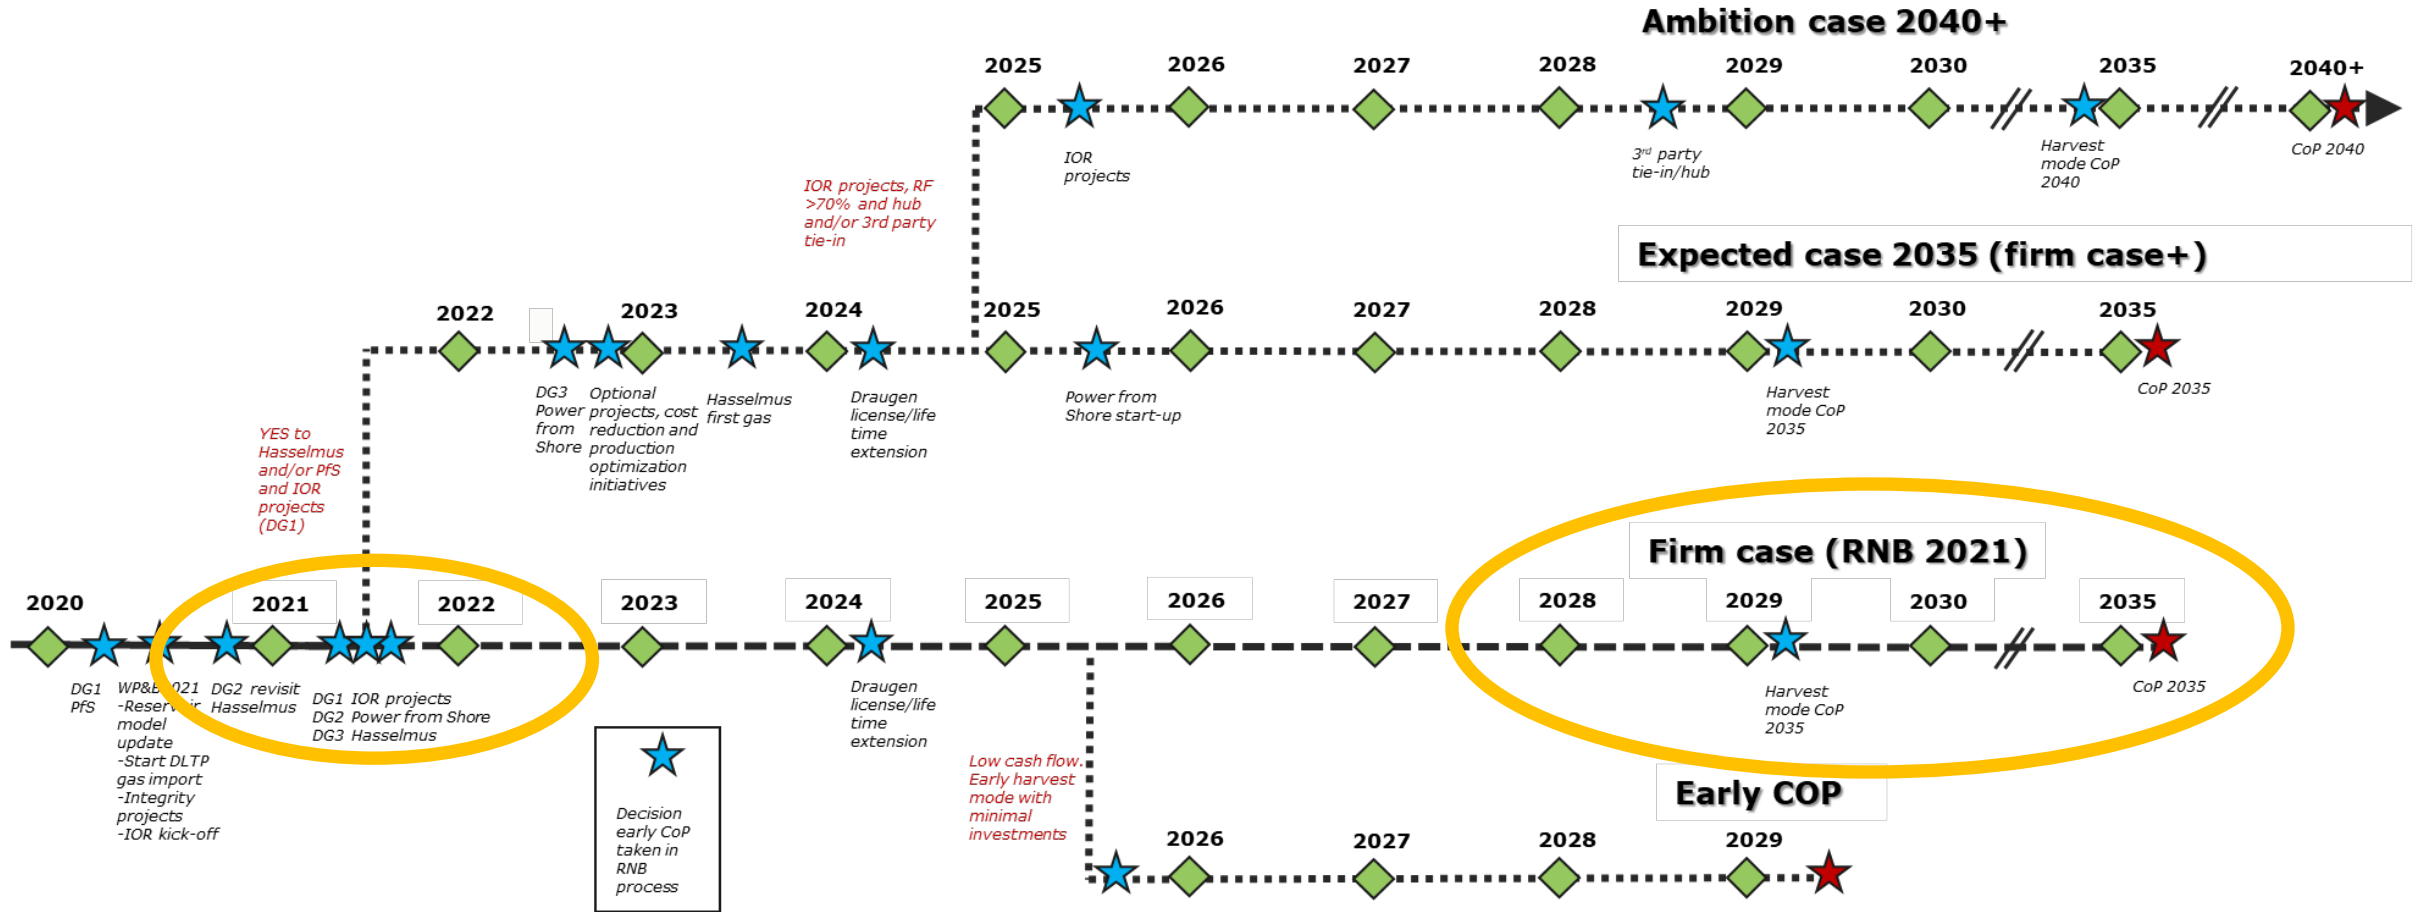 Ambition case 2040+
2025
2026
2027
2028
2029
2030
2035
2040+
IOR
projects
3rd party
tie-in/hub
Harvest
mode CoP
2040
CoP 2040
IOR projects, RF
>70% and hub
and/or 3rd party
tie-in
Expected case 2035 (firm case+)
2022
2023
2024
2025
2026
2027
2028
2029
2030
2035
DG3
Power
from
Shore
Optional
projects, cost
reduction and
production
optimization
initiatives
Hasselmus
first gas
Draugen
license/life
time
extension
Power from
Shore start-up
Harvest
mode CoP
2035
CoP 2035
YES to
Hasselmus
and/or PfS
and IOR
projects
(DG1)
Firm case (RNB 2021)
2020
2021
2022
2023
2024
2025
2026
2027
2028
2029
2030
2035
DG1
PfS
WP&B2021
-Reservoir
model
update
-Start DLTP
gas import
-Integrity
projects
-IOR kick-off
DG2 revisit
Hasselmus
DG1 IOR projects
DG2 Power from Shore
DG3 Hasselmus
Draugen
license/life
time
extension
Harvest
mode CoP
2035
CoP 2035
Decision
early CoP
taken in
RNB
process
Low cash flow.
Early harvest
mode with
minimal
investments
Early COP
2026
2027
2028
2029